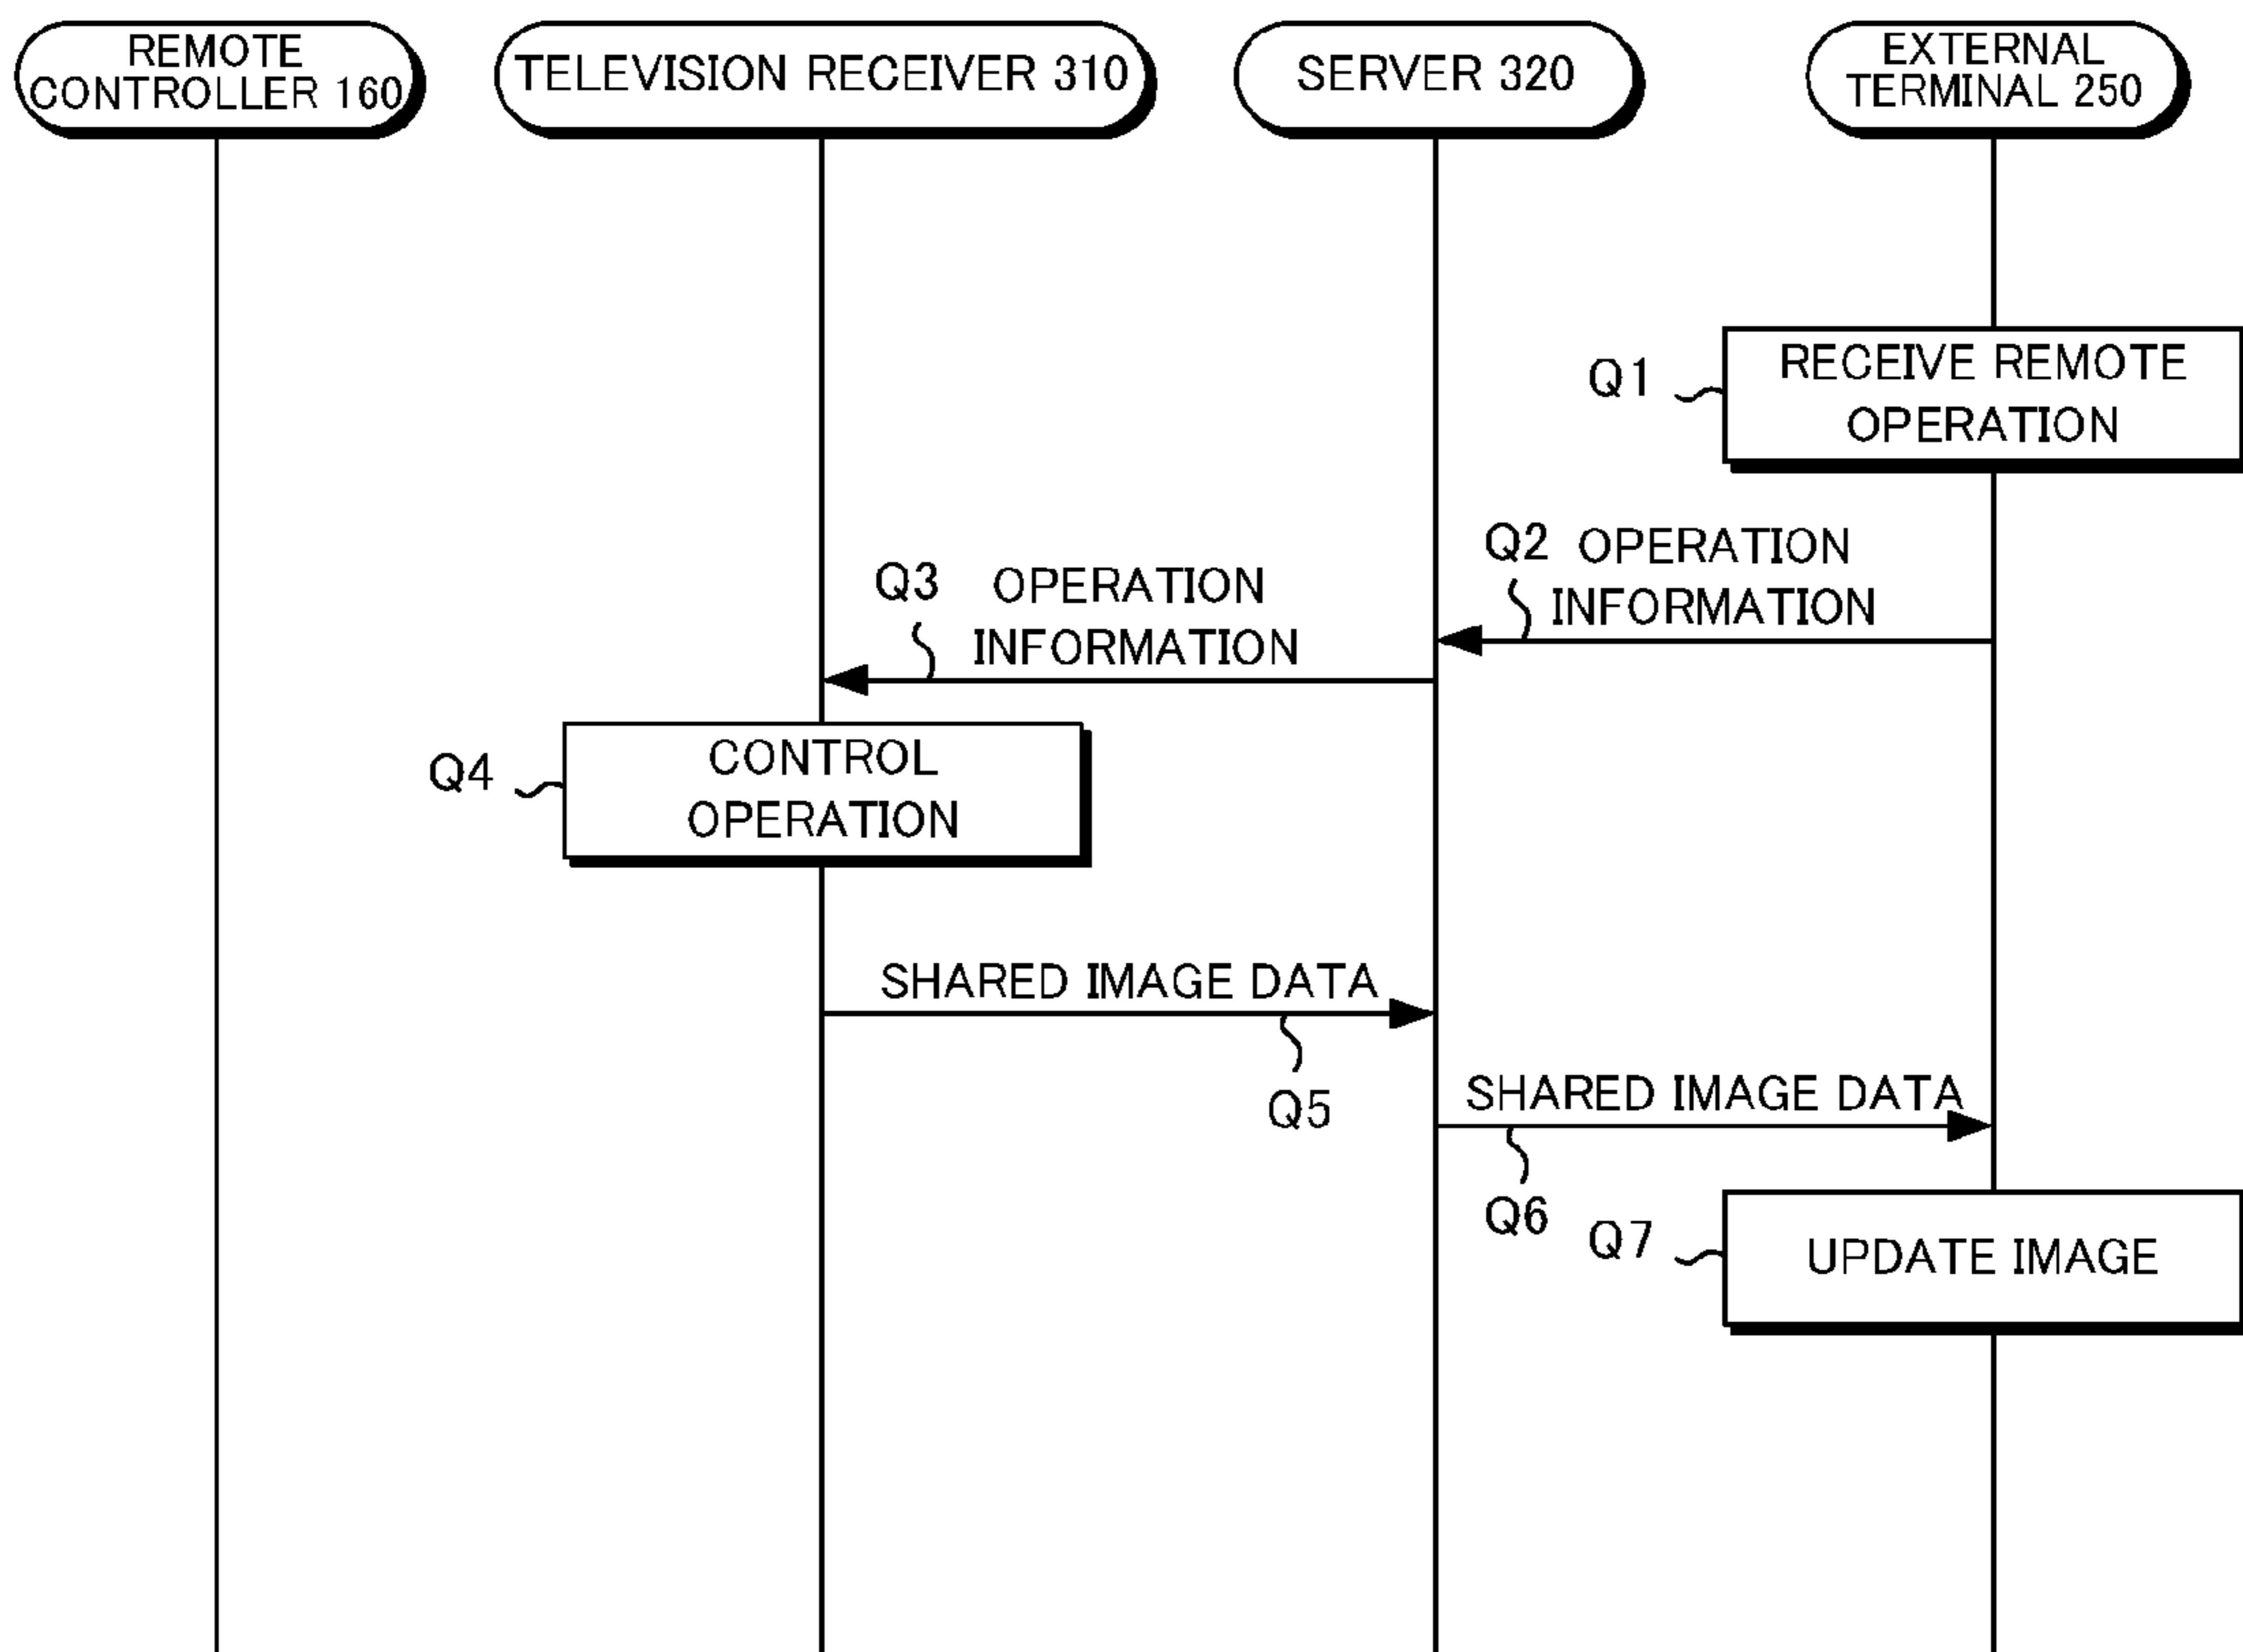 REMOTE
CONTROLLER 160
TELEVISION RECEIVER 310
SERVER 320
EXTERNAL
TERMINAL 250
Q1
RECEIVE REMOTE
OPERATION
Q2 OPERATION
INFORMATION
Q3 OPERATION
INFORMATION
Q4
CONTROL
OPERATION
SHARED IMAGE DATA
Q5
SHARED IMAGE DATA
Q6
Q7
UPDATE IMAGE